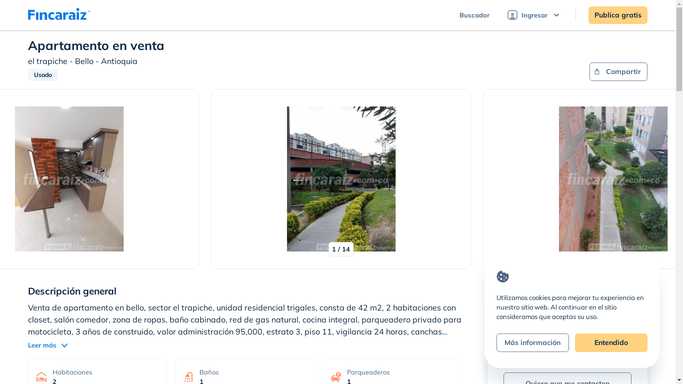 Fincaraiz
Buscador
Ingresar
Publica gratis
Apartamento en venta
el trapiche - Bello - Antioquia
Usado
Compartir
fincaraiz.com.co
fincaraiz.com.co
fincaraiz.com.co
1 / 14
Descripción general
Venta de apartamento en bello, sector el trapiche, unidad residencial trigales, consta de 42 m2, 2 habitaciones con
closet, salón comedor, zona de ropas, baño cabinado, red de gas natural, cocina integral, parqueadero privado para
motocicleta, 3 años de construido, valor administración 95,000, estrato 3, piso 11, vigilancia 24 horas, canchas...
Leer más
Habitaciones
2
Baños
1
Parqueaderos
1
Utilizamos cookies para mejorar tu experiencia en
nuestro sitio web. Al continuar en el sitio
consideramos que aceptas su uso.
Más información
Entendido
Quiero que me contacten